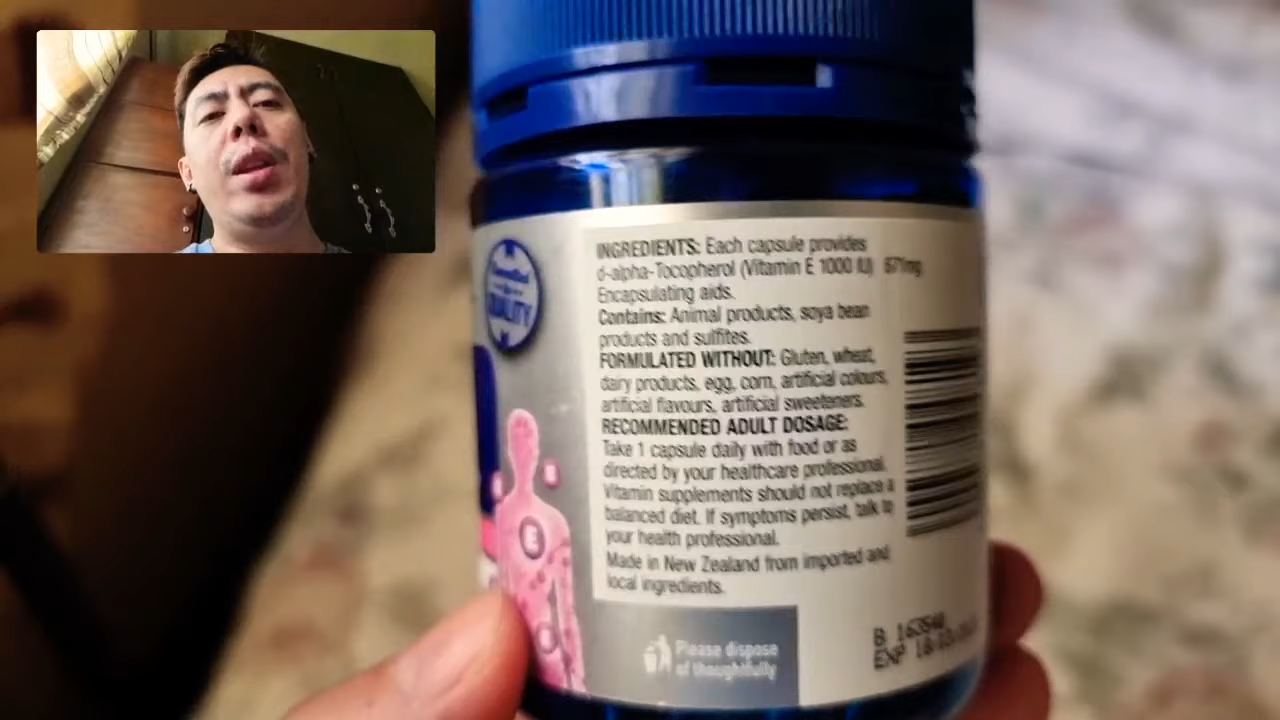 QUALITY
INGREDIENTS: Each capsule provides
d-alpha-Tocopherol (Vitamin E 1000 IU) 671mg
Encapsulating aids.
Contains: Animal products, soya bean
products and sulfites.
FORMULATED WITHOUT: Gluten, wheat,
dairy products, egg, corn, artificial colours,
artificial flavours, artificial sweeteners.
RECOMMENDED ADULT DOSAGE:
Take 1 capsule daily with food or as
directed by your healthcare professional.
Vitamin supplements should not replace a
balanced diet. If symptoms persist, talk to
your health professional.
Made in New Zealand from imported and
local ingredients.
E
Please dispose
of thoughtfully
B 163540
EXP 18